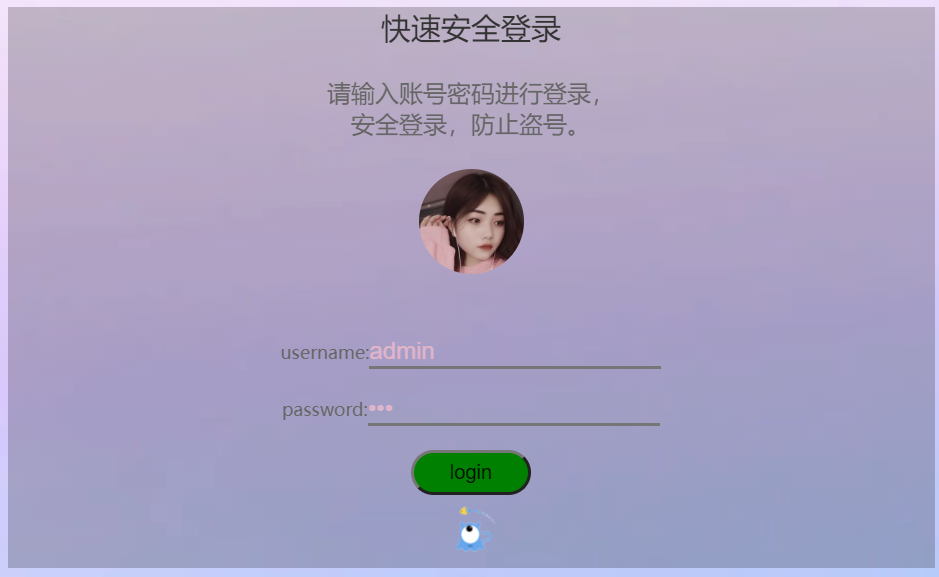 快速安全登录
请输入账号密码进行登录，
安全登录，防止盗号。
username:admin
password:•••
login